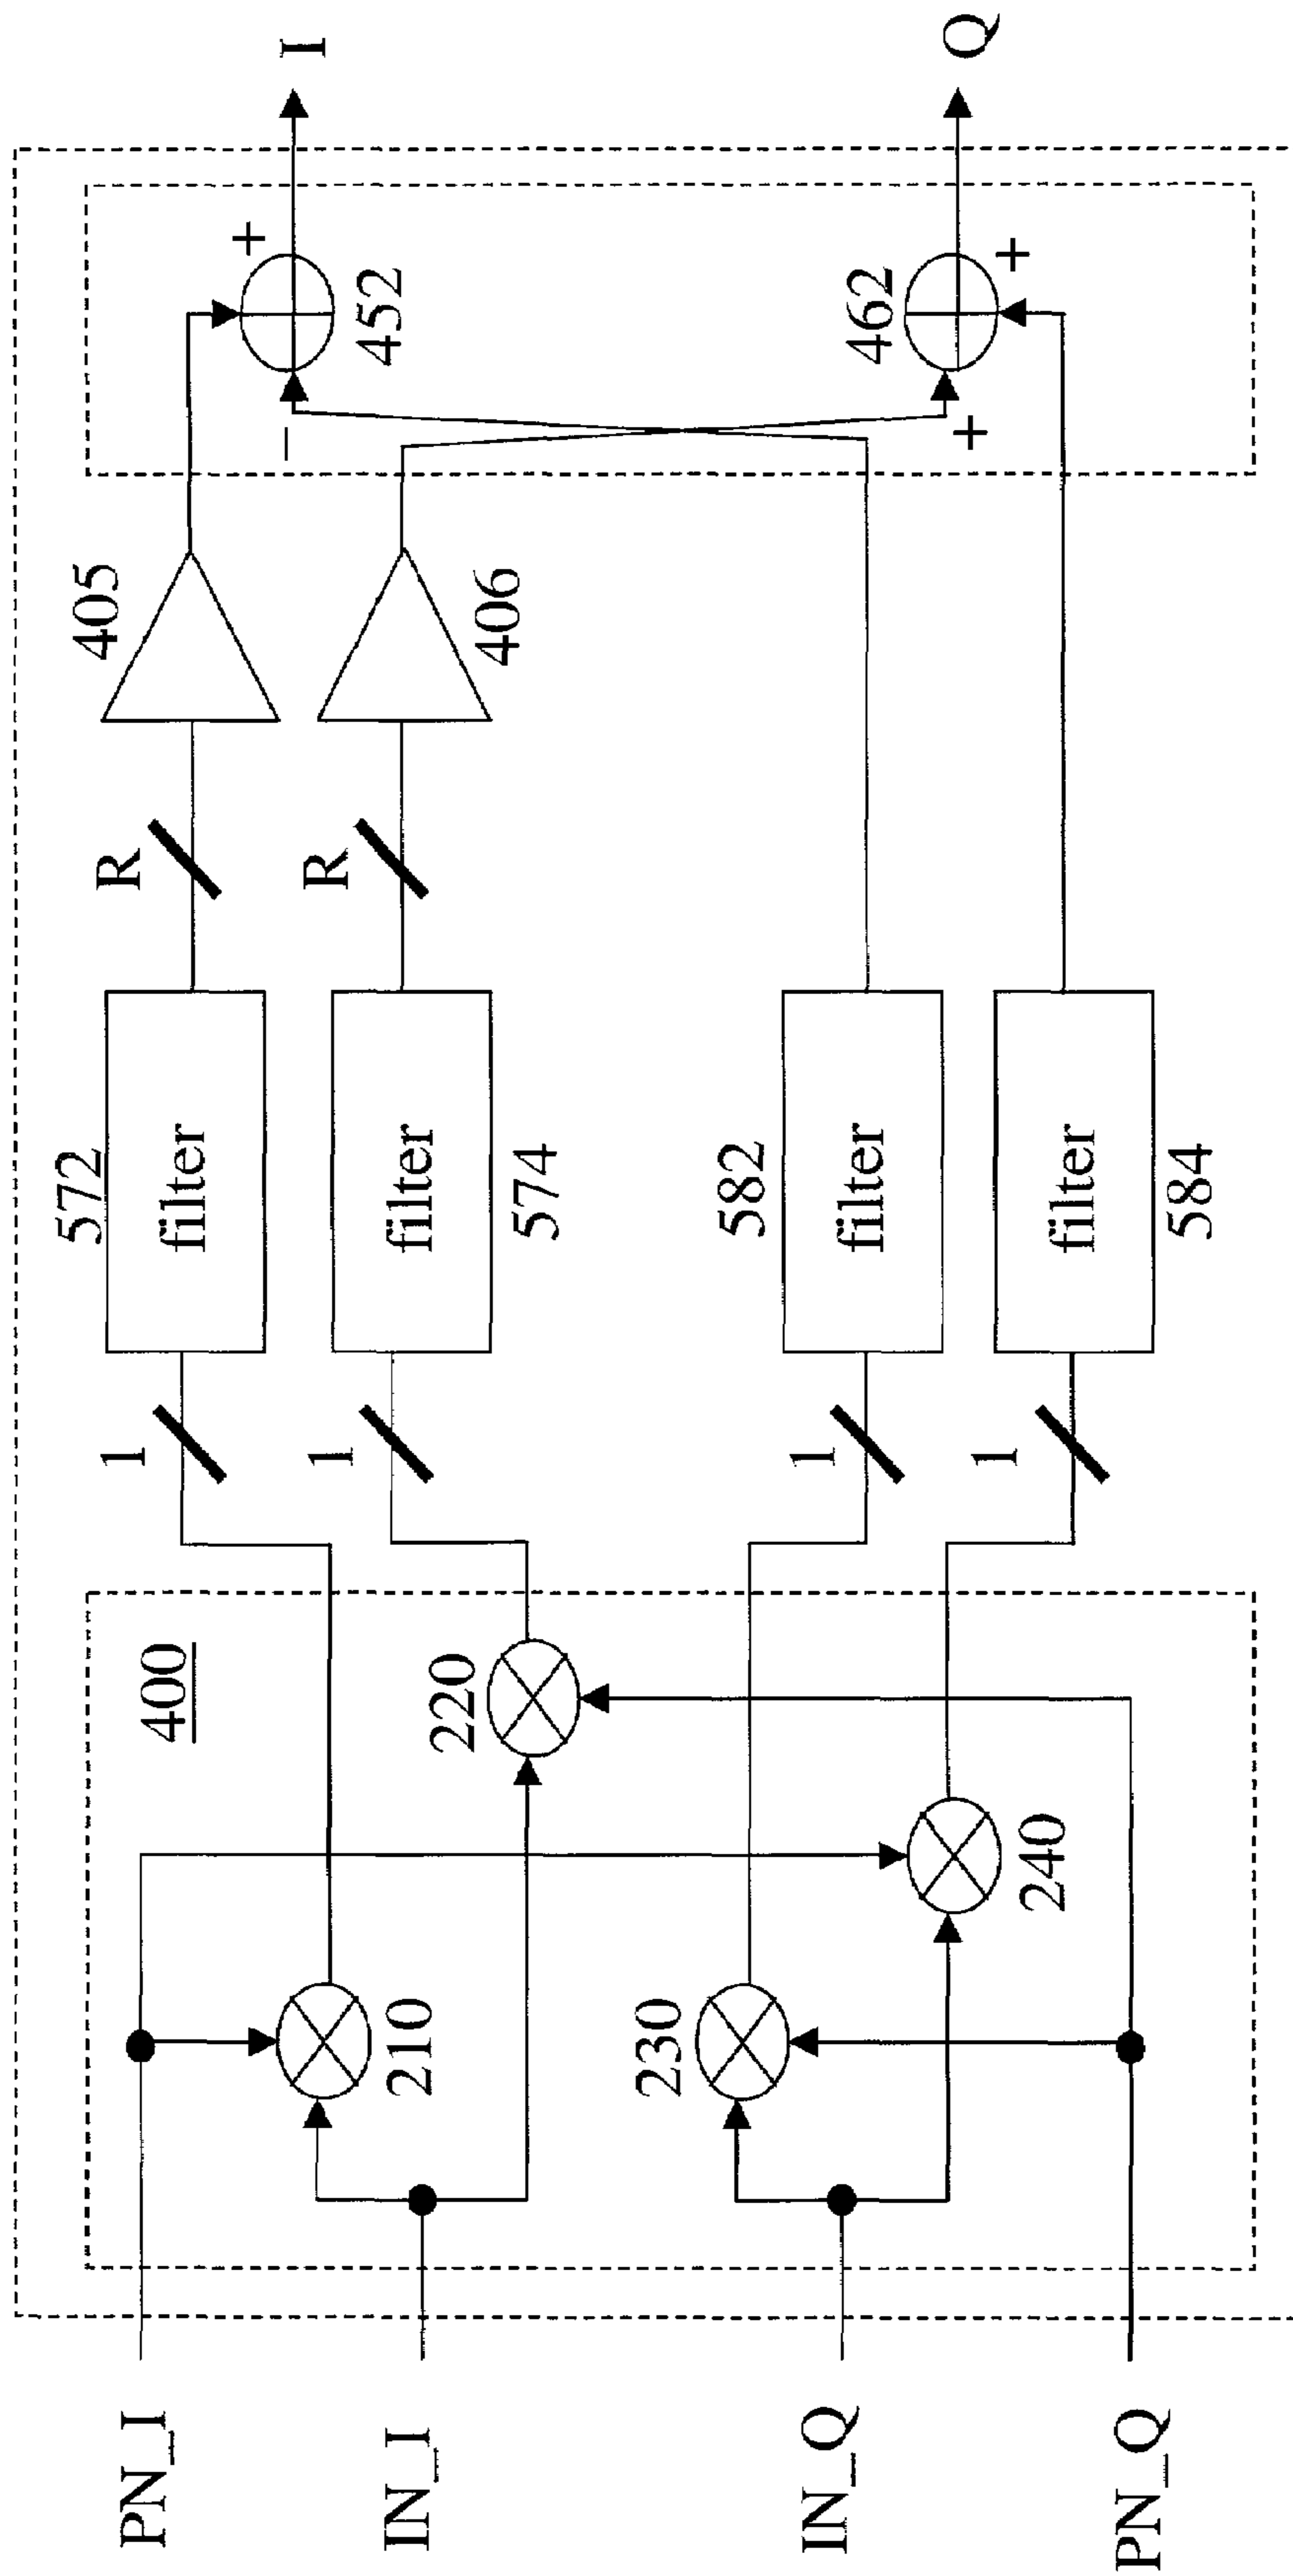 PN_I
IN_I
IN_Q
PN_Q
400
210
220
230
240
1
1
1
1
572
filter
filter
574
582
filter
filter
584
R
R
405
406
+
−
452
462
+
+
I
Q